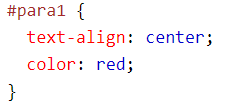 #para1 {
  text-align: center;
  color: red;
}